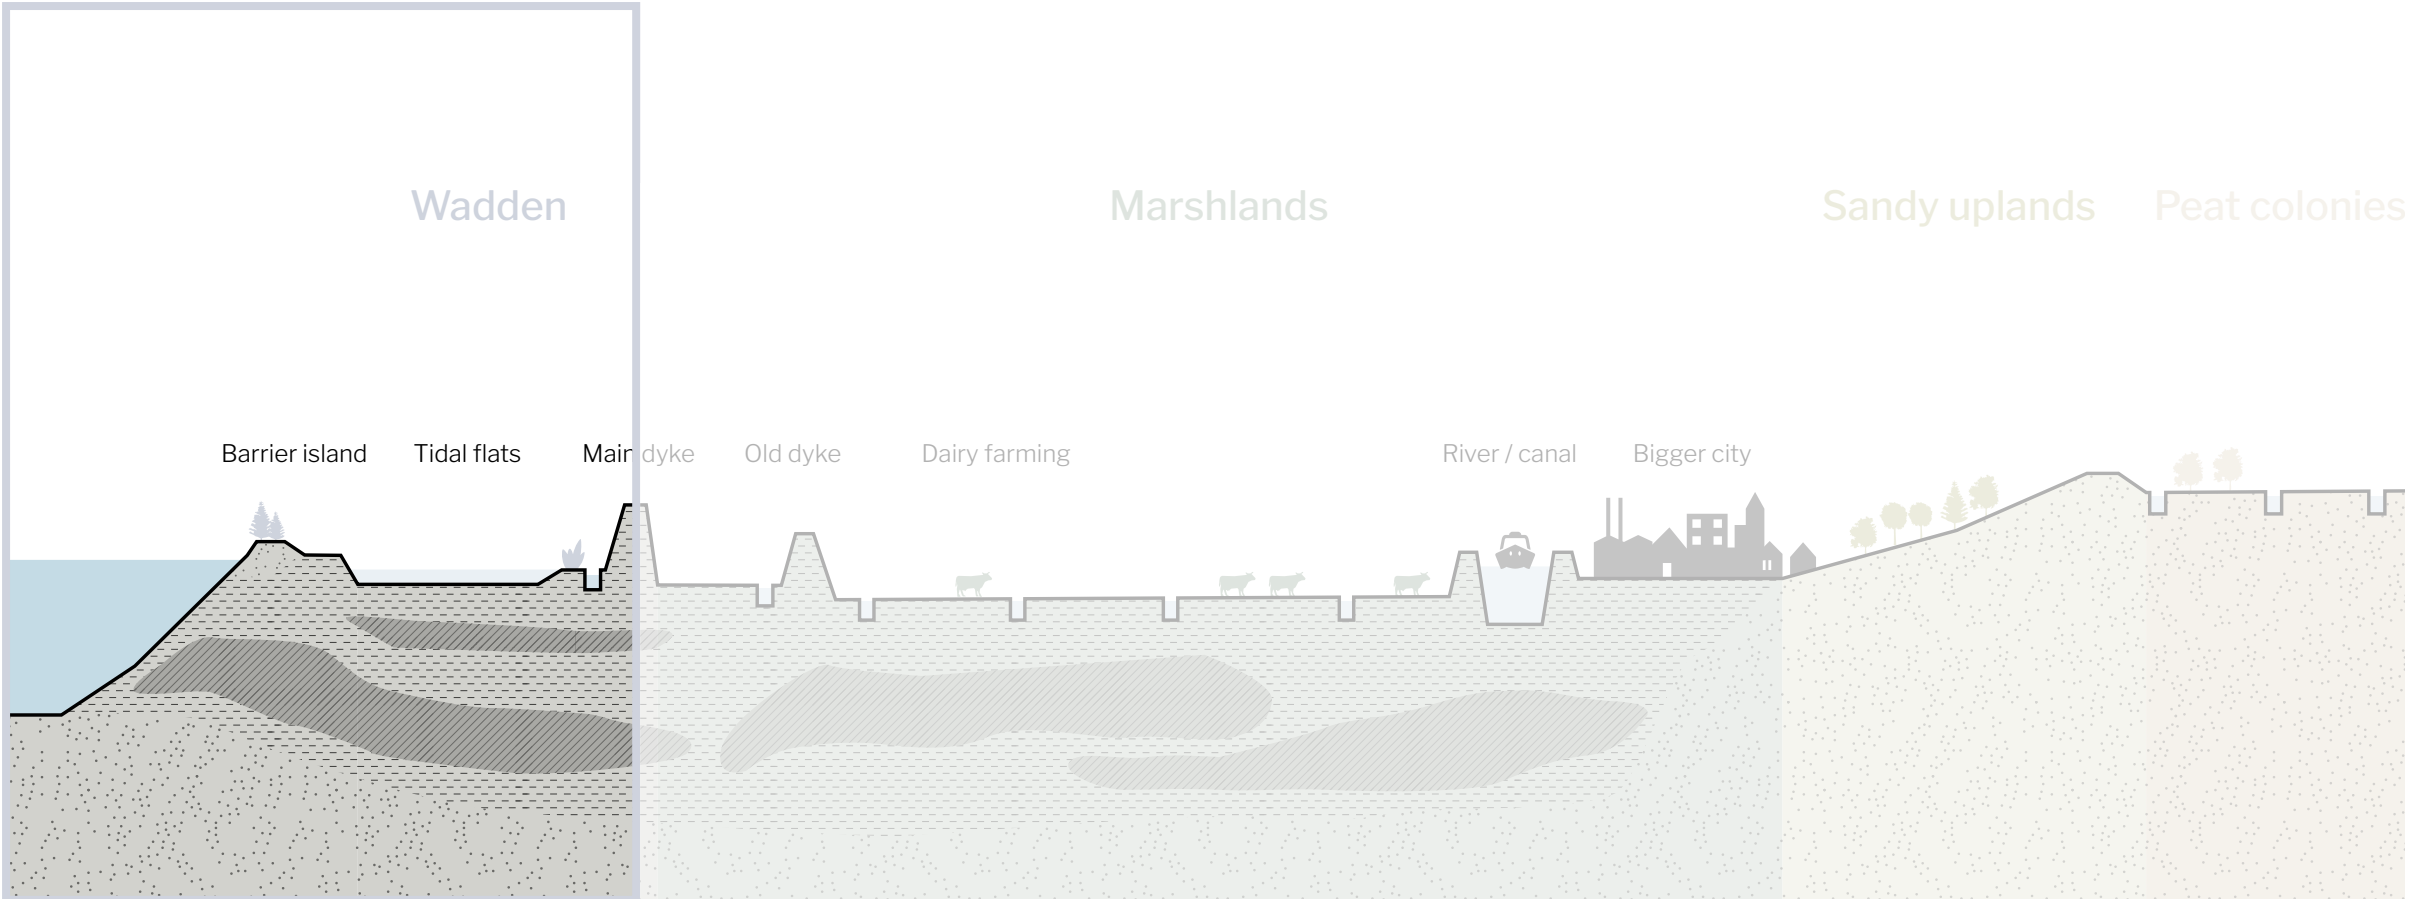 Wadden
Marshlands
Sandy uplands
Peat colonies
Barrier island
Tidal flats
Main dyke
Old dyke
Dairy farming
River / canal
Bigger city